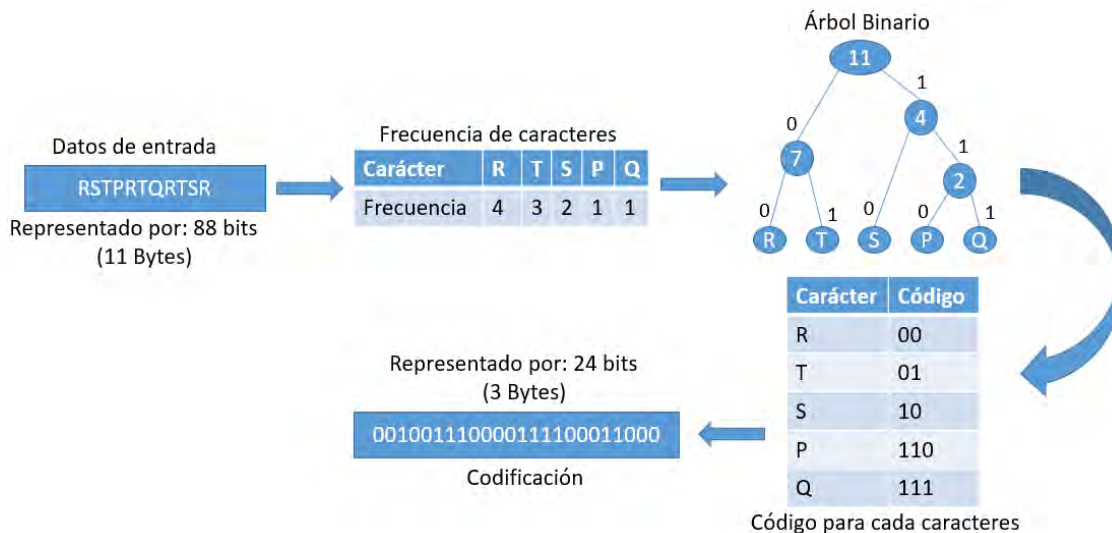 Datos de entrada
RSTPRTQRTSR
Representado por: 88 bits
(11 Bytes)
Frecuencia de caracteres
Carácter R T S P Q
Frecuencia 4 3 2 1 1
Árbol Binario
11
1
4
0
1
7
2
0
1
0
1
R T S P Q
Carácter Código
R 00
T 01
S 10
P 110
Q 111
Código para cada caracteres
Representado por: 24 bits
(3 Bytes)
001001110000111100011000
Codificación